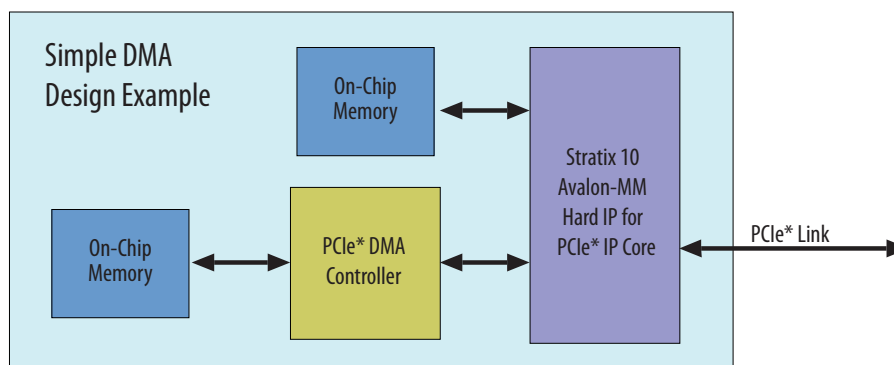 Simple DMA
Design Example
On-Chip
Memory
Stratix 10
Avalon-MM
Hard IP for
PCIe* IP Core
PCIe* Link
On-Chip
Memory
PCIe* DMA
Controller